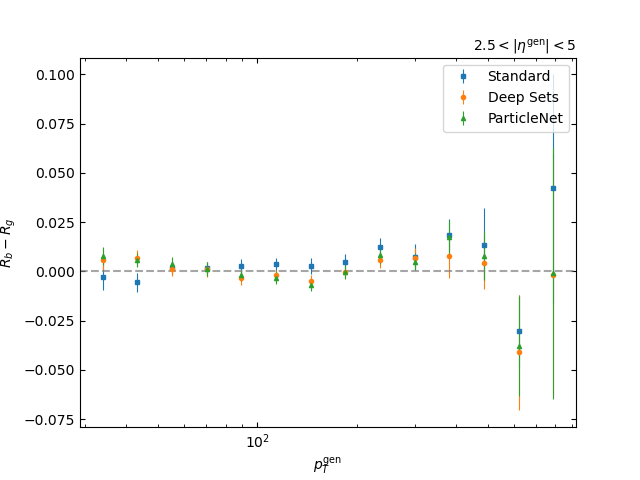 2.5 < |η^gen| < 5
0.100
0.075
0.050
0.025
0.000
−0.025
−0.050
−0.075
R_b − R_g
Standard
Deep Sets
ParticleNet
10^2
p_T^gen